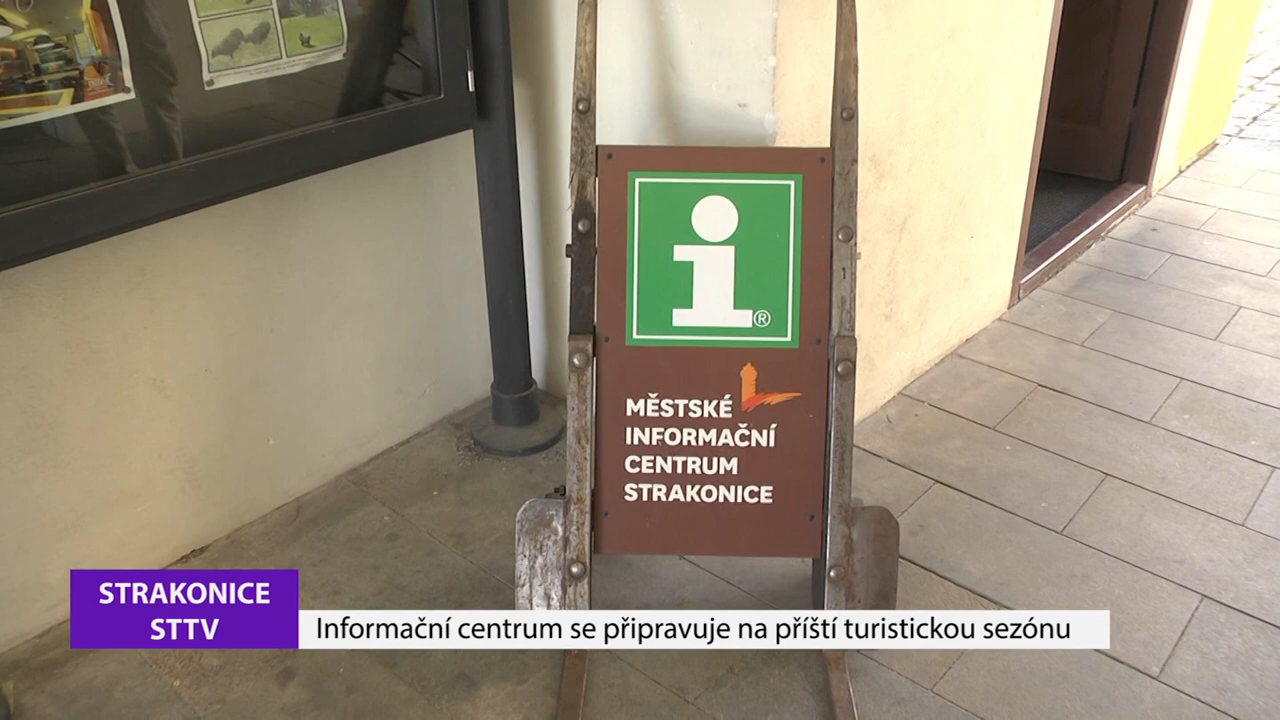 i®
MĚSTSKÉ
INFORMAČNÍ
CENTRUM
STRAKONICE
STRAKONICE
STTV
Informační centrum se připravuje na příští turistickou sezónu